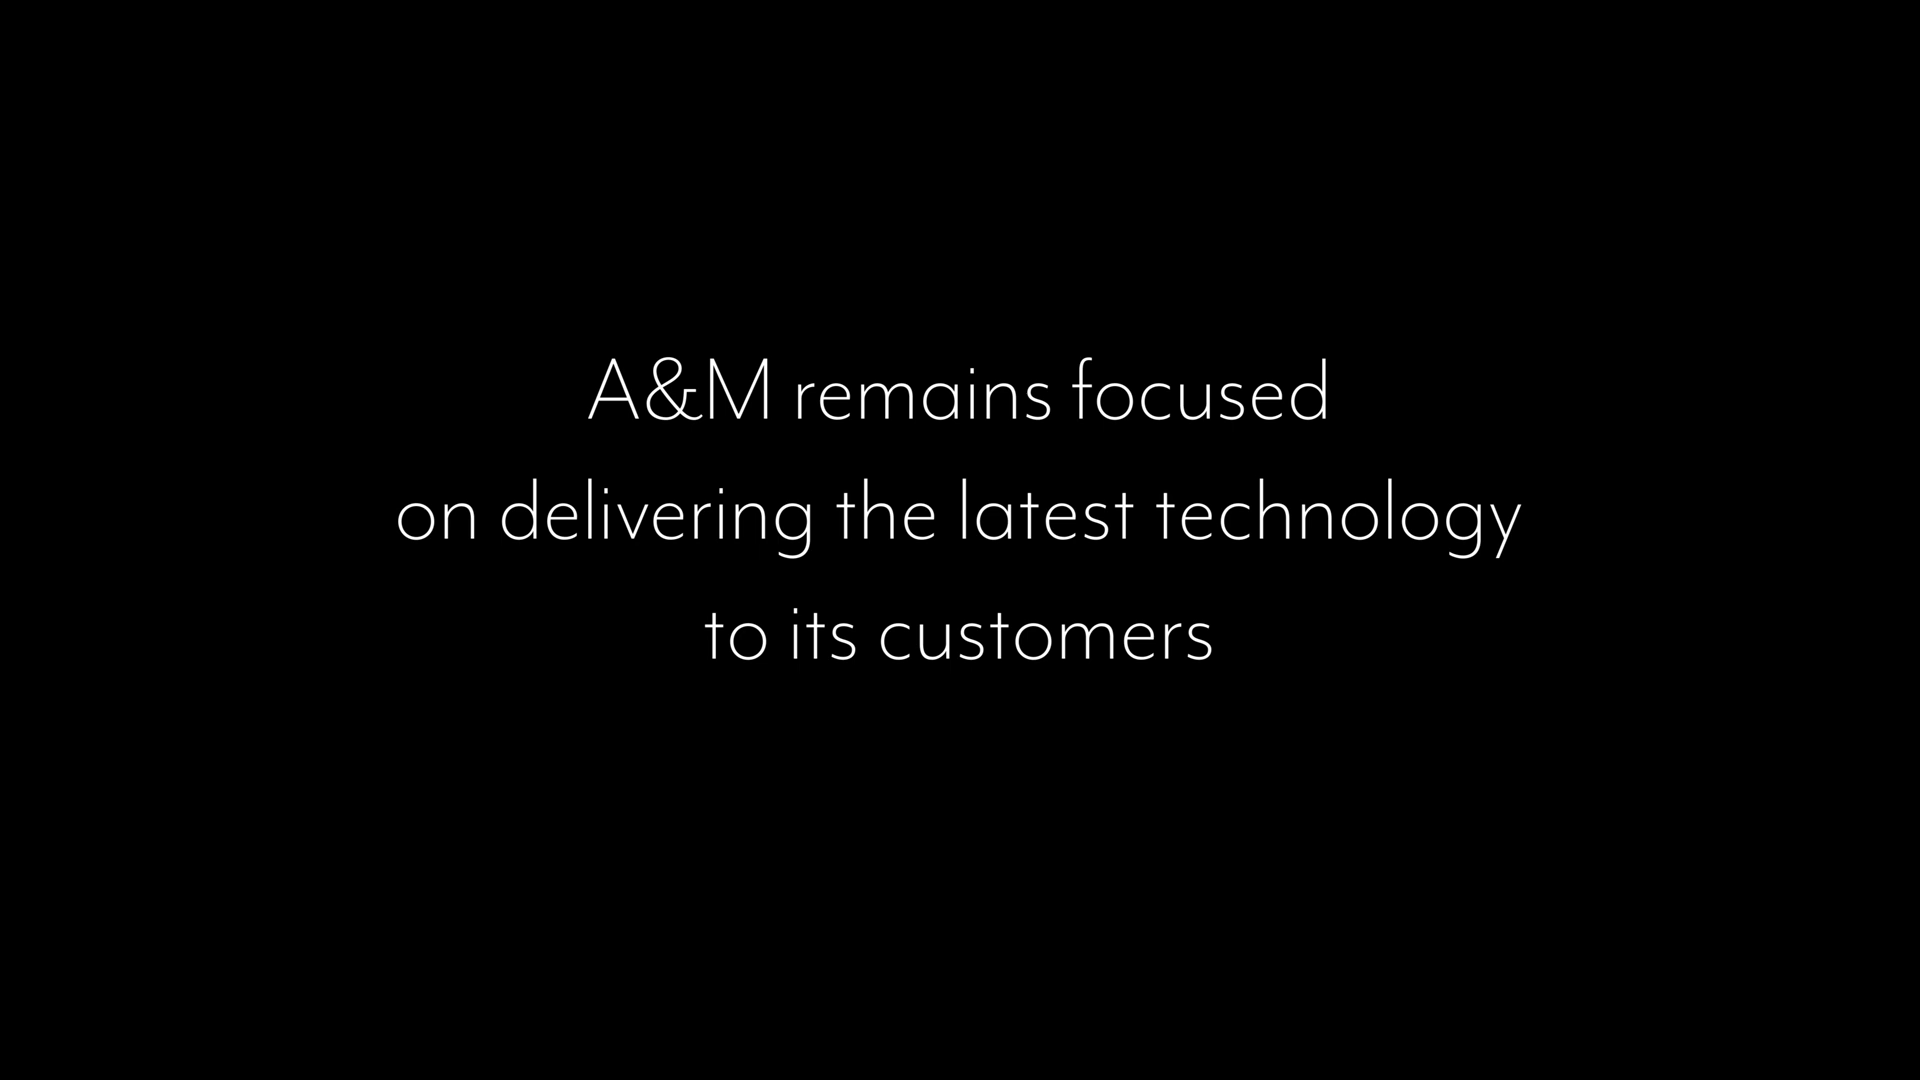 A&M remains focused
on delivering the latest technology
to its customers